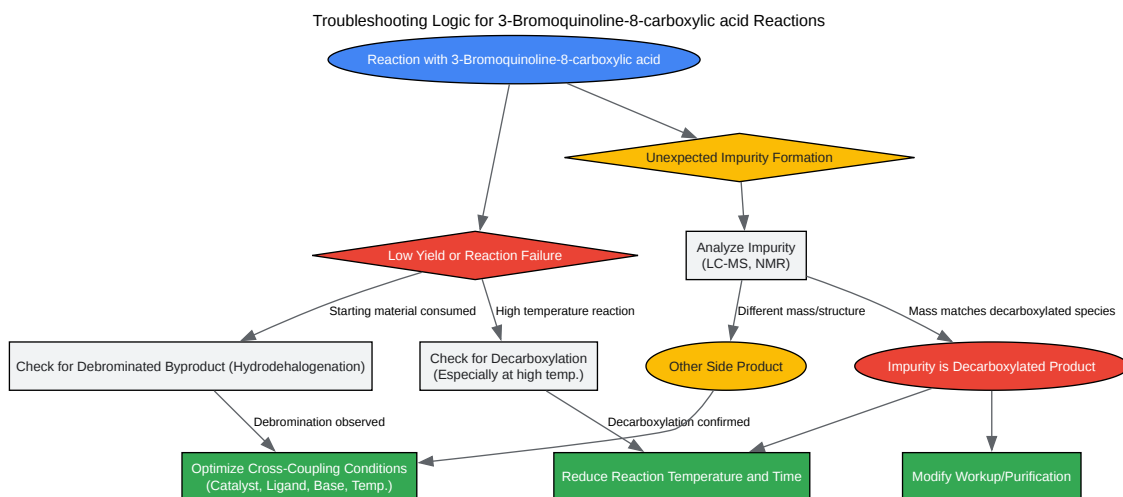 Troubleshooting Logic for 3-Bromoquinoline-8-carboxylic acid Reactions
Reaction with 3-Bromoquinoline-8-carboxylic acid
Unexpected Impurity Formation
Low Yield or Reaction Failure
Analyze Impurity
(LC-MS, NMR)
Starting material consumed
High temperature reaction
Different mass/structure
Mass matches decarboxylated species
Check for Debrominated Byproduct (Hydrodehalogenation)
Check for Decarboxylation
(Especially at high temp.)
Other Side Product
Impurity is Decarboxylated Product
Debromination observed
Decarboxylation confirmed
Optimize Cross-Coupling Conditions
(Catalyst, Ligand, Base, Temp.)
Reduce Reaction Temperature and Time
Modify Workup/Purification